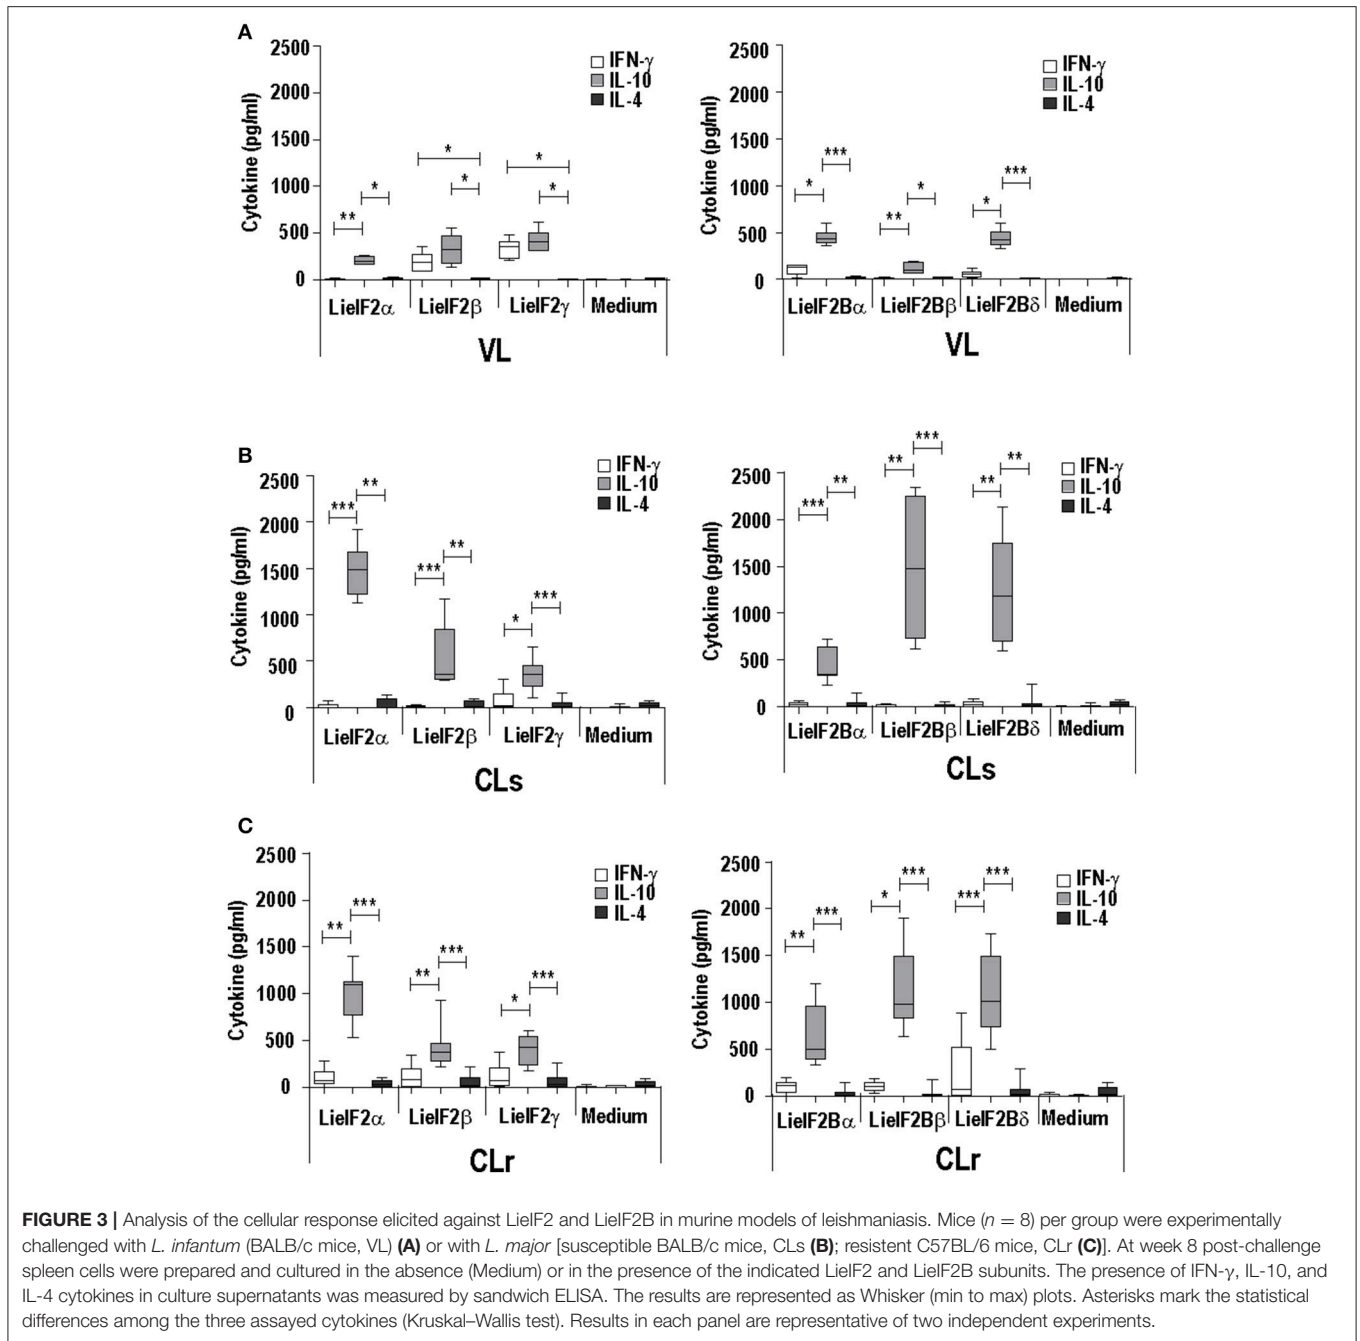 A
2500
2000
1500
1000
500
0
Cytokine (pg/ml)
IFN-γ
IL-10
IL-4
**
*
*
*
*
*
LieIF2α
LieIF2β
LieIF2γ
Medium
VL
2500
2000
1500
1000
500
0
Cytokine (pg/ml)
IFN-γ
IL-10
IL-4
*
***
**
*
*
***
LieIF2Bα
LieIF2Bβ
LieIF2Bδ
Medium
VL
B
2500
2000
1500
1000
500
0
Cytokine (pg/ml)
IFN-γ
IL-10
IL-4
***
**
***
**
*
***
LieIF2α
LieIF2β
LieIF2γ
Medium
CLs
2500
2000
1500
1000
500
0
Cytokine (pg/ml)
IFN-γ
IL-10
IL-4
***
**
**
***
**
**
LieIF2Bα
LieIF2Bβ
LieIF2Bδ
Medium
CLs
C
2500
2000
1500
1000
500
0
Cytokine (pg/ml)
IFN-γ
IL-10
IL-4
**
***
**
***
*
***
LieIF2α
LieIF2β
LieIF2γ
Medium
CLr
2500
2000
1500
1000
500
0
Cytokine (pg/ml)
IFN-γ
IL-10
IL-4
**
***
*
***
***
***
LieIF2Bα
LieIF2Bβ
LieIF2Bδ
Medium
CLr
FIGURE 3 | Analysis of the cellular response elicited against LieIF2 and LieIF2B in murine models of leishmaniasis. Mice (n = 8) per group were experimentally
challenged with L. infantum (BALB/c mice, VL) (A) or with L. major [susceptible BALB/c mice, CLs (B); resistent C57BL/6 mice, CLr (C)]. At week 8 post-challenge
spleen cells were prepared and cultured in the absence (Medium) or in the presence of the indicated LieIF2 and LieIF2B subunits. The presence of IFN-γ, IL-10, and
IL-4 cytokines in culture supernatants was measured by sandwich ELISA. The results are represented as Whisker (min to max) plots. Asterisks mark the statistical
differences among the three assayed cytokines (Kruskal–Wallis test). Results in each panel are representative of two independent experiments.